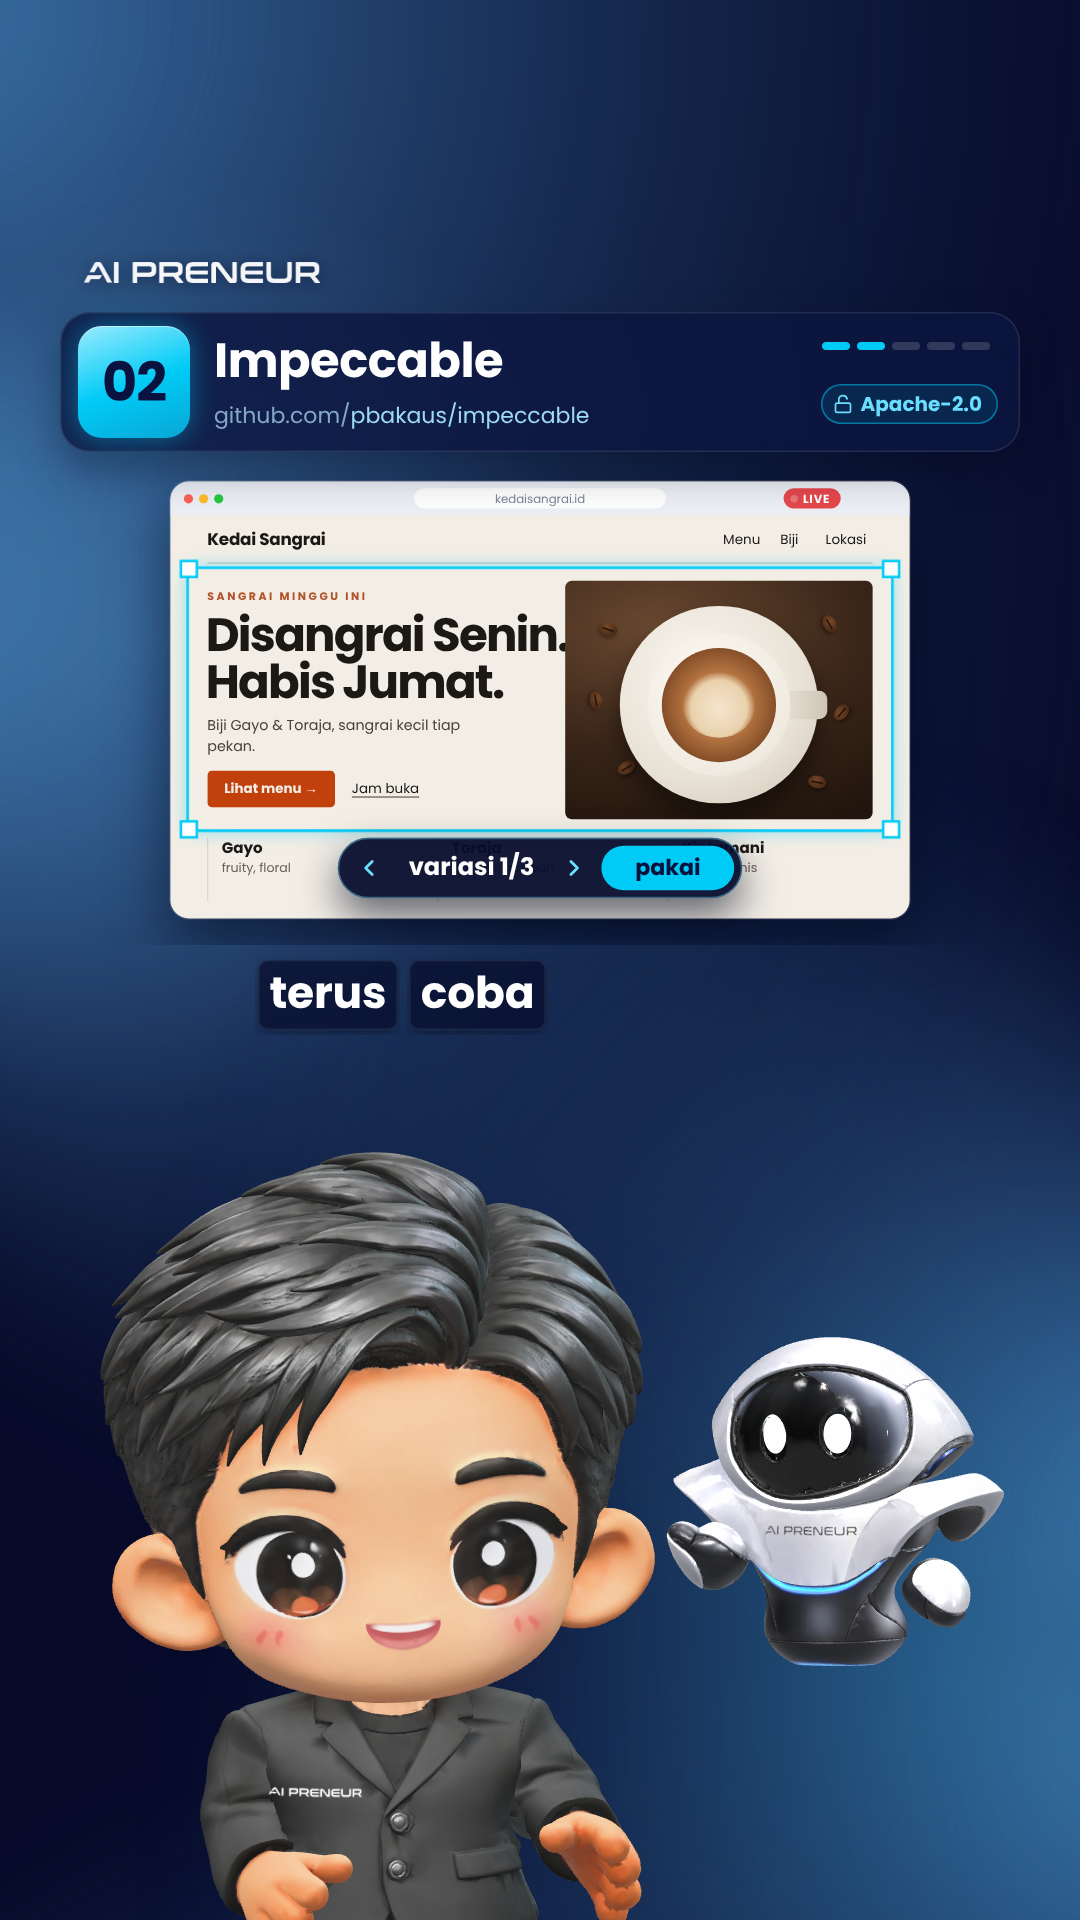 AI PRENEUR
02
Impeccable
github.com/pbakaus/impeccable
Apache-2.0
kedaisangrai.id
LIVE
Kedai Sangrai
Menu Biji Lokasi
SANGRAI MINGGU INI
Disangrai Senin.
Habis Jumat.
Biji Gayo & Toraja, sangrai kecil tiap
pekan.
Lihat menu →
Jam buka
Gayo
fruity, floral
Toraja
variasi 1/3
pakai
terus coba
AI PRENEUR
AI PRENEUR